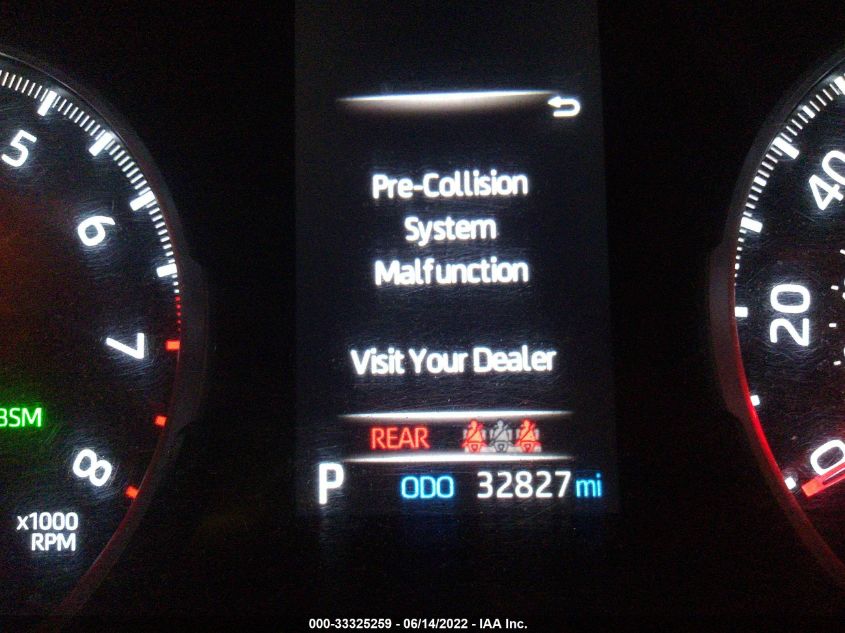 Pre-Collision
System
Malfunction
Visit Your Dealer
REAR
P ODO 32827 mi
5
6
7
8
x1000
RPM
BSM
40
20
0
000-33325259 - 06/14/2022 - IAA Inc.